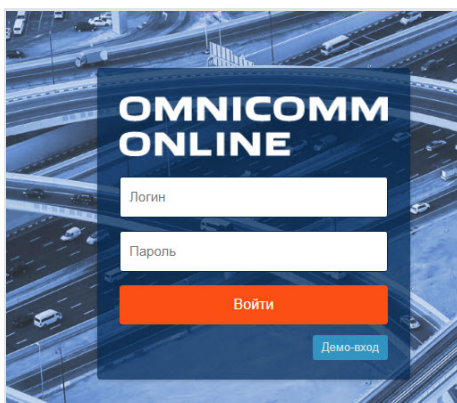 OMNICOMM
ONLINE
Логин
Пароль
Войти
Демо-вход